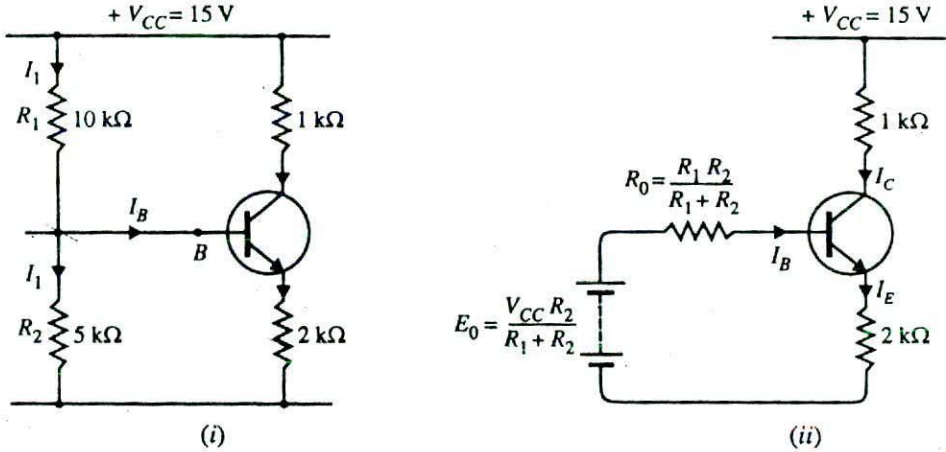 + V_CC = 15 V
I_1
R_1 10 kΩ
1 kΩ
I_B
B
I_1
R_2 5 kΩ
2 kΩ
(i)
+ V_CC = 15 V
1 kΩ
R_0 = R_1 R_2 / R_1 + R_2
I_C
I_B
I_E
E_0 = V_CC R_2 / R_1 + R_2
2 kΩ
(ii)